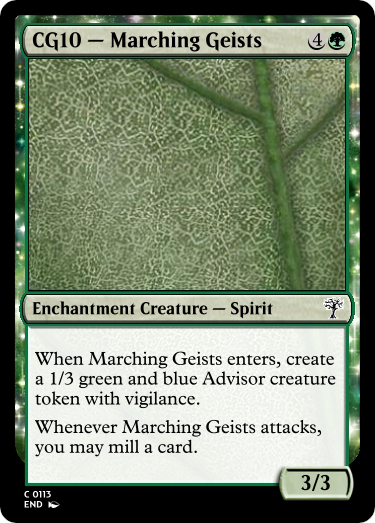 CG10 — Marching Geists 4
Enchantment Creature — Spirit
When Marching Geists enters, create
a 1/3 green and blue Advisor creature
token with vigilance.
Whenever Marching Geists attacks,
you may mill a card.
3/3
C 0113
END